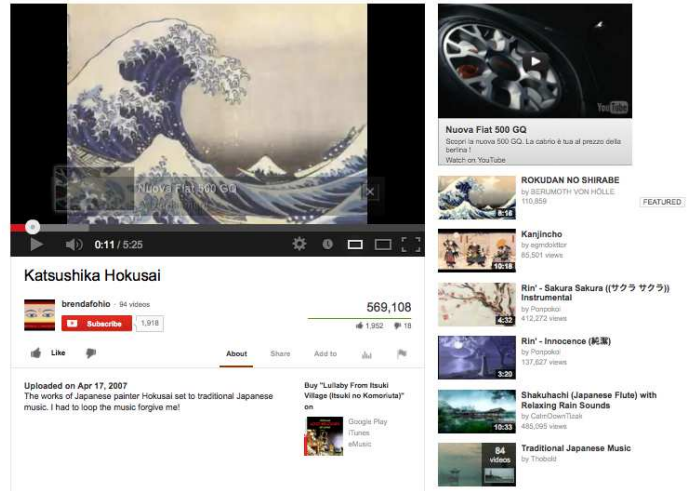 Nuova Fiat 500 GQ
0:11 / 5:25
Katsushika Hokusai
brendafohio · 94 videos
Subscribe 1,918
569,108
1,952 18
Like
About Share Add to
Uploaded on Apr 17, 2007
The works of Japanese painter Hokusai set to traditional Japanese
music. I had to loop the music forgive me!
Buy "Lullaby From Itsuki
Village (Itsuki no Komoriuta)"
on
Google Play
iTunes
eMusic
YouTube
Nuova Fiat 500 GQ
Scopri la nuova 500 GQ. La cabrio è tua al prezzo della
berlina !
Watch on YouTube
ROKUDAN NO SHIRABE
by BERUMOTH VON HÖLLE
110,859
FEATURED
8:16
Kanjincho
by egmdokttor
85,501 views
10:18
Rin' - Sakura Sakura ((サクラ サクラ))
Instrumental
by Ponpokoi
412,272 views
4:32
Rin' - Innocence (純潔)
by Ponpokoi
137,627 views
3:20
Shakuhachi (Japanese Flute) with
Relaxing Rain Sounds
by CalmDownTizak
485,095 views
10:33
84
videos
Traditional Japanese Music
by Thobold